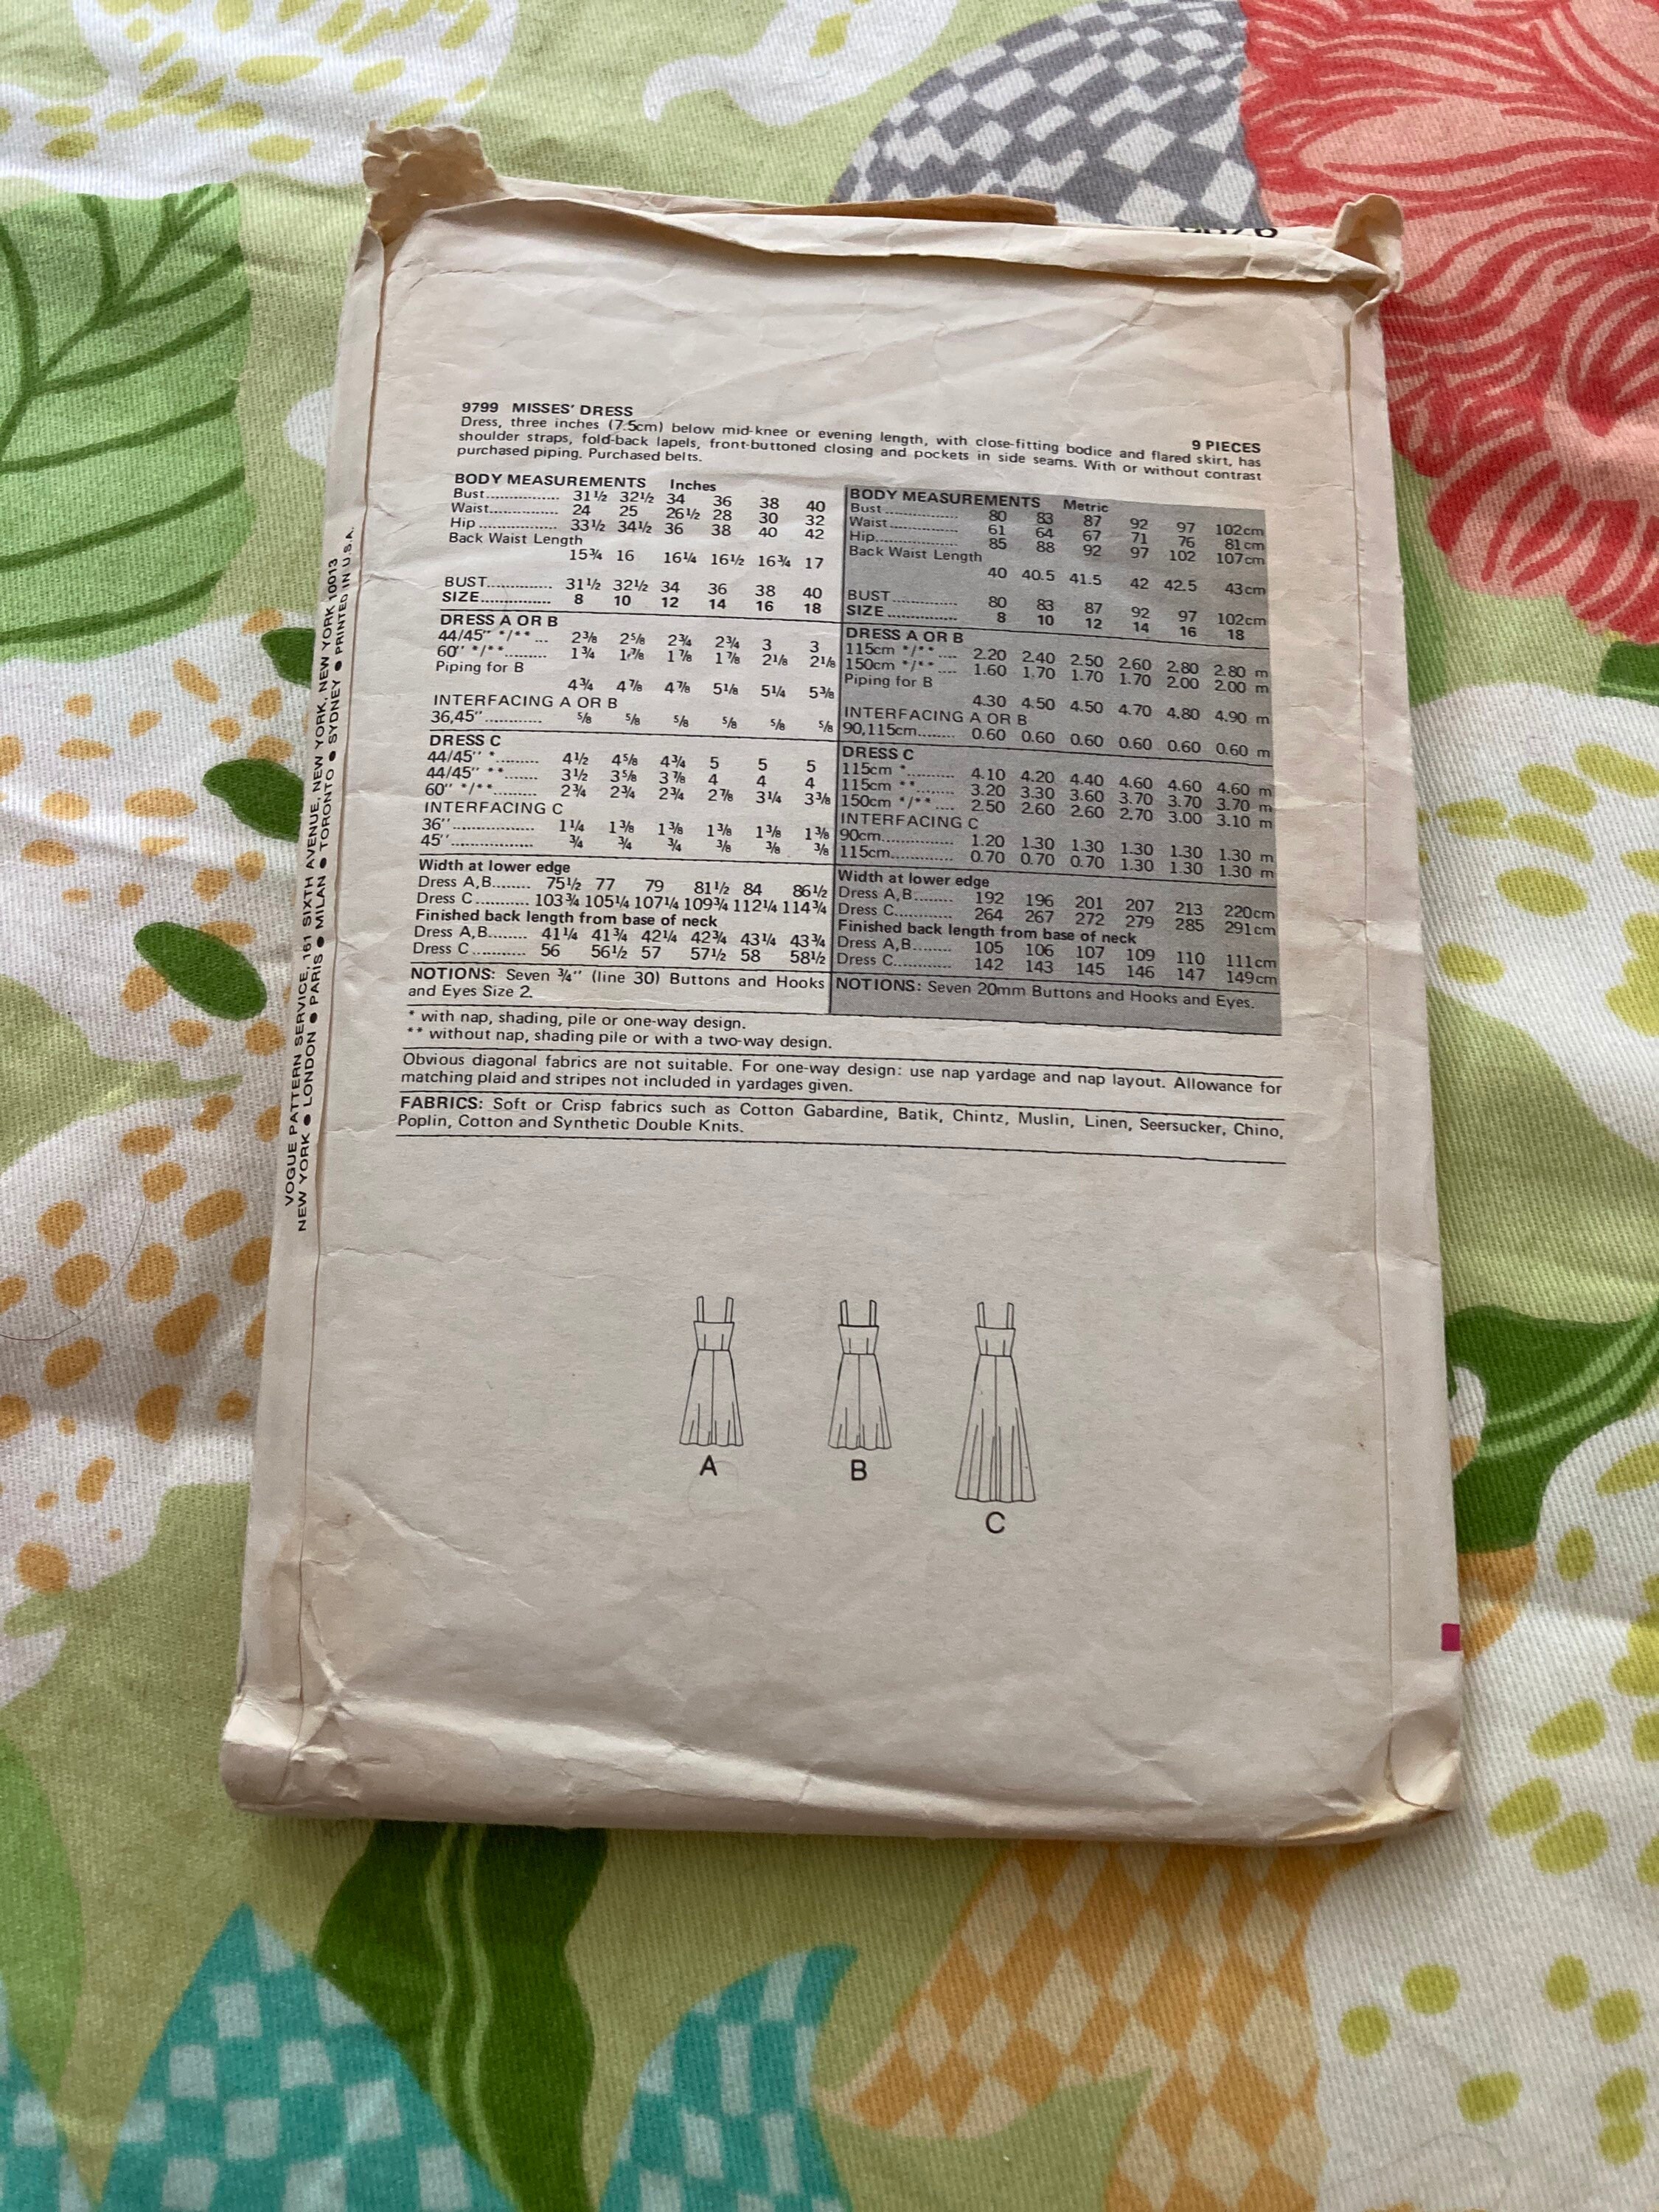 9799 MISSES' DRESS
9 PIECES
Dress, three inches (7.5cm) below mid-knee or evening length, with close-fitting bodice and flared skirt, has
shoulder straps, fold-back lapels, front-buttoned closing and pockets in side seams. With or without contrast
purchased piping. Purchased belts.
BODY MEASUREMENTS Inches
Bust................ 31½ 32½ 34 36 38 40
Waist............... 24 25 26½ 28 30 32
Hip ................ 33½ 34½ 36 38 40 42
Back Waist Length
15¾ 16 16¼ 16½ 16¾ 17
BUST.............. 31½ 32½ 34 36 38 40
SIZE............... 8 10 12 14 16 18
DRESS A OR B
44/45'' */** ... 2⅜ 2⅝ 2¾ 2¾ 3 3
60'' */**......... 1¾ 1⅞ 1⅞ 1⅞ 2⅛ 2⅛
Piping for B
4¾ 4⅞ 4⅞ 5⅛ 5¼ 5⅜
INTERFACING A OR B
36,45''............ ⅝ ⅝ ⅝ ⅝ ⅝ ⅝
DRESS C
44/45'' *......... 4½ 4⅝ 4¾ 5 5 5
44/45'' **....... 3½ 3⅝ 3⅞ 4 4 4
60'' */**......... 2¾ 2¾ 2¾ 2⅞ 3¼ 3⅜
INTERFACING C
36''................. 1¼ 1⅜ 1⅜ 1⅜ 1⅜ 1⅜
45''................. ¾ ¾ ¾ ⅜ ⅜ ⅜
Width at lower edge
Dress A,B........ 75½ 77 79 81½ 84 86½
Dress C........... 103¾ 105¼ 107¼ 109¾ 112¼ 114¾
Finished back length from base of neck
Dress A,B........ 41¼ 41¾ 42¼ 42¾ 43¼ 43¾
Dress C ........... 56 56½ 57 57½ 58 58½
NOTIONS: Seven ¾'' (line 30) Buttons and Hooks
and Eyes Size 2.
BODY MEASUREMENTS Metric
Bust ................ 80 83 87 92 97 102cm
Waist............... 61 64 67 71 76 81cm
Hip.................. 85 88 92 97 102 107cm
Back Waist Length
40 40.5 41.5 42 42.5 43cm
BUST.............. 80 83 87 92 97 102cm
SIZE ............... 8 10 12 14 16 18
DRESS A OR B
115cm */** .... 2.20 2.40 2.50 2.60 2.80 2.80 m
150cm */** .... 1.60 1.70 1.70 1.70 2.00 2.00 m
Piping for B
4.30 4.50 4.50 4.70 4.80 4.90 m
INTERFACING A OR B
90,115cm........ 0.60 0.60 0.60 0.60 0.60 0.60 m
DRESS C
115cm *.......... 4.10 4.20 4.40 4.60 4.60 4.60 m
115cm **........ 3.20 3.30 3.60 3.70 3.70 3.70 m
150cm */** .... 2.50 2.60 2.60 2.70 3.00 3.10 m
INTERFACING C
90cm.............. 1.20 1.30 1.30 1.30 1.30 1.30 m
115cm............. 0.70 0.70 0.70 1.30 1.30 1.30 m
Width at lower edge
Dress A,B........ 192 196 201 207 213 220cm
Dress C............ 264 267 272 279 285 291cm
Finished back length from base of neck
Dress A,B........ 105 106 107 109 110 111cm
Dress C............ 142 143 145 146 147 149cm
NOTIONS: Seven 20mm Buttons and Hooks and Eyes.
* with nap, shading, pile or one-way design.
** without nap, shading pile or with a two-way design.
Obvious diagonal fabrics are not suitable. For one-way design: use nap yardage and nap layout. Allowance for
matching plaid and stripes not included in yardages given.
FABRICS: Soft or Crisp fabrics such as Cotton Gabardine, Batik, Chintz, Muslin, Linen, Seersucker, Chino,
Poplin, Cotton and Synthetic Double Knits.
A B C
VOGUE PATTERN SERVICE, 161 SIXTH AVENUE, NEW YORK, NEW YORK 10013
NEW YORK ● LONDON ● PARIS ● MILAN ● TORONTO ● SYDNEY ● PRINTED IN U.S.A.